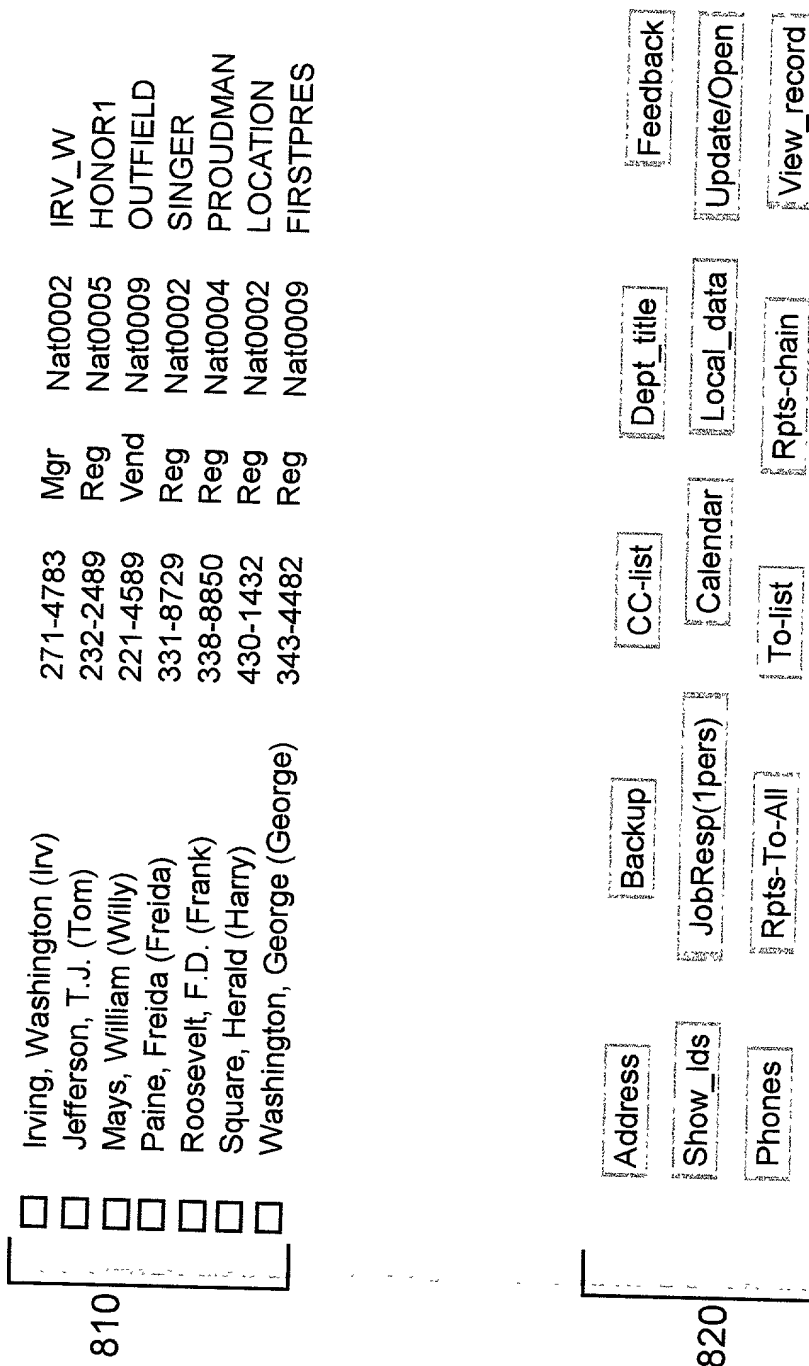 810
☐ Irving, Washington (Irv) 271-4783 Mgr Nat0002 IRV_W
☐ Jefferson, T.J. (Tom) 232-2489 Reg Nat0005 HONOR1
☐ Mays, William (Willy) 221-4589 Vend Nat0009 OUTFIELD
☐ Paine, Freida (Freida) 331-8729 Reg Nat0002 SINGER
☐ Roosevelt, F.D. (Frank) 338-8850 Reg Nat0004 PROUDMAN
☐ Square, Herald (Harry) 430-1432 Reg Nat0002 LOCATION
☐ Washington, George (George) 343-4482 Reg Nat0009 FIRSTPRES
820
Address Backup CC-list Dept_title Feedback
Show_Ids JobResp(1pers) Calendar Local_data Update/Open
Phones Rpts-To-All To-list Rpts-chain View_record